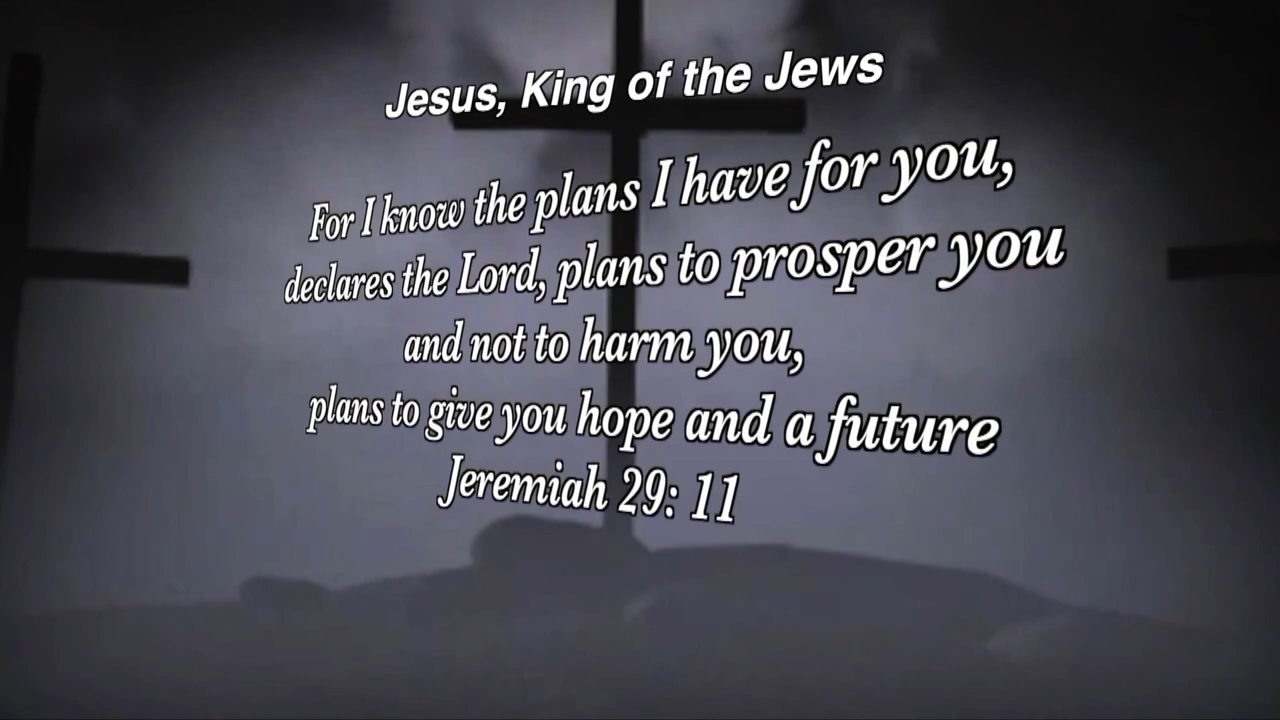 Jesus, King of the Jews
For I know the plans I have for you,
declares the Lord, plans to prosper you
and not to harm you,
plans to give you hope and a future
Jeremiah 29: 11